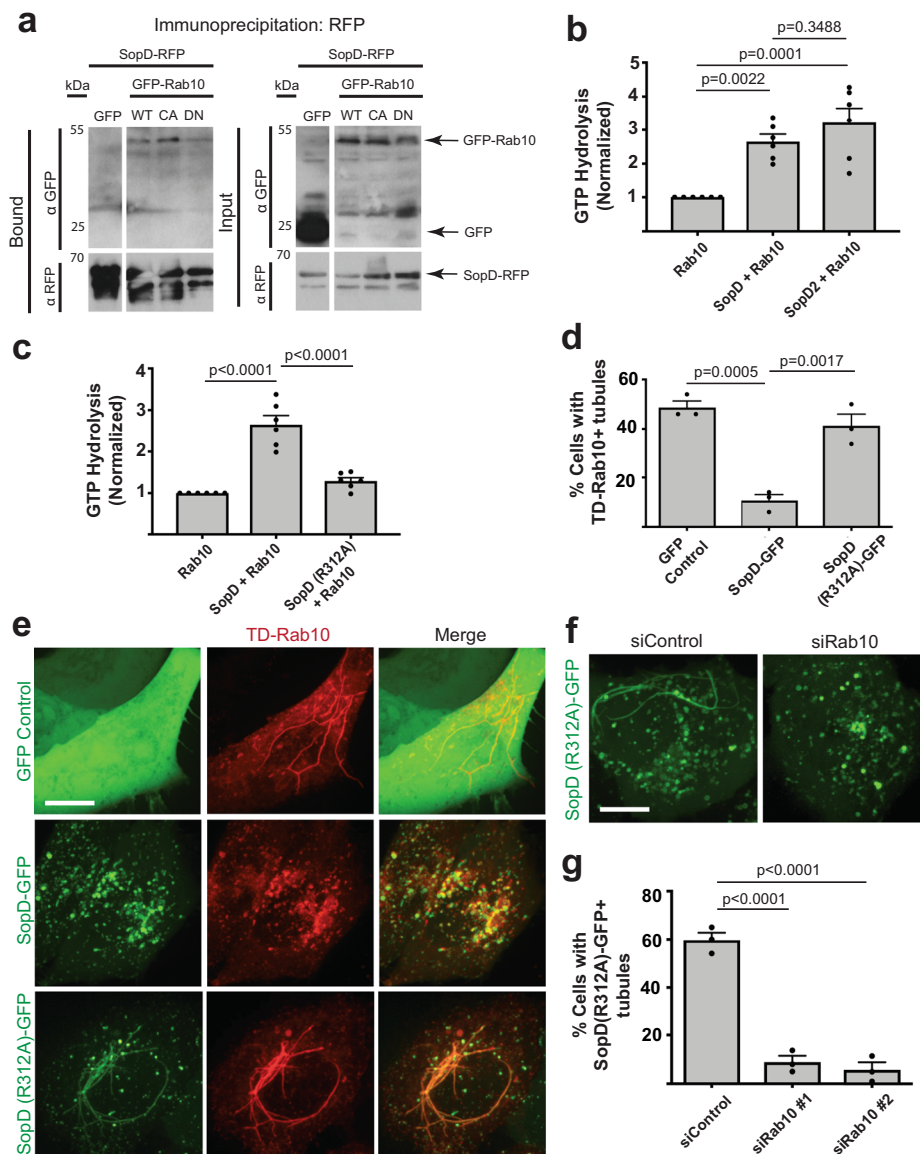 a
Immunoprecipitation: RFP
SopD-RFP
SopD-RFP
kDa
GFP-Rab10
kDa
GFP-Rab10
GFP
WT
CA
DN
GFP
WT
CA
DN
55
55
GFP-Rab10
Bound
α GFP
Input
α GFP
25
25
GFP
70
70
α RFP
α RFP
SopD-RFP
b
p=0.3488
p=0.0001
p=0.0022
GTP Hydrolysis
(Normalized)
5
4
3
2
1
Rab10
SopD + Rab10
SopD2 + Rab10
c
p<0.0001
p<0.0001
GTP Hydrolysis
(Normalized)
4
3
2
1
Rab10
SopD + Rab10
SopD (R312A)
+ Rab10
d
p=0.0005
p=0.0017
% Cells with
TD-Rab10+ tubules
60
40
20
GFP
Control
SopD-GFP
SopD
(R312A)-GFP
e
TD-Rab10
Merge
GFP Control
SopD-GFP
SopD
(R312A)-GFP
f
siControl
siRab10
SopD (R312A)-GFP
g
p<0.0001
p<0.0001
% Cells with
SopD(R312A)-GFP+
tubules
80
60
40
20
siControl
siRab10 #1
siRab10 #2